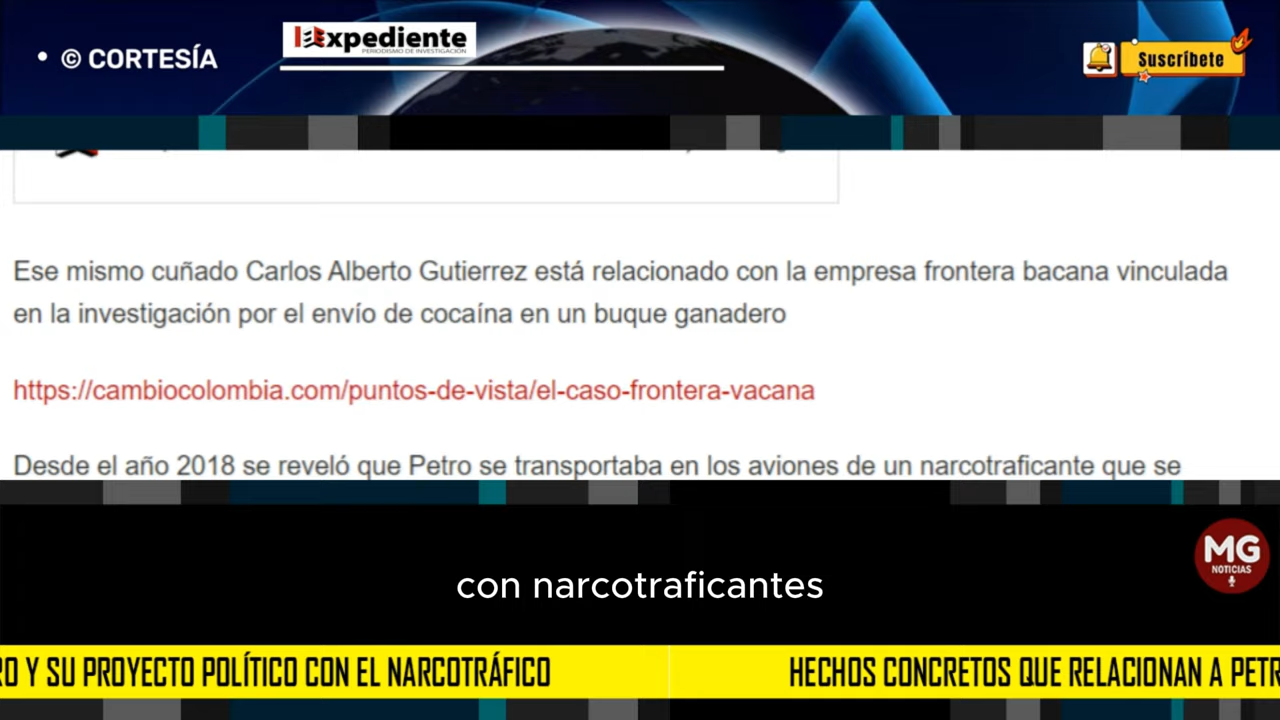 • © CORTESÍA
Expediente
PERIODISMO DE INVESTIGACIÓN
Suscríbete
Ese mismo cuñado Carlos Alberto Gutierrez está relacionado con la empresa frontera bacana vinculada
en la investigación por el envío de cocaína en un buque ganadero
https://cambiocolombia.com/puntos-de-vista/el-caso-frontera-vacana
Desde el año 2018 se reveló que Petro se transportaba en los aviones de un narcotraficante que se
MG
NOTICIAS
con narcotraficantes
RO Y SU PROYECTO POLÍTICO CON EL NARCOTRÁFICO
HECHOS CONCRETOS QUE RELACIONAN A PETR